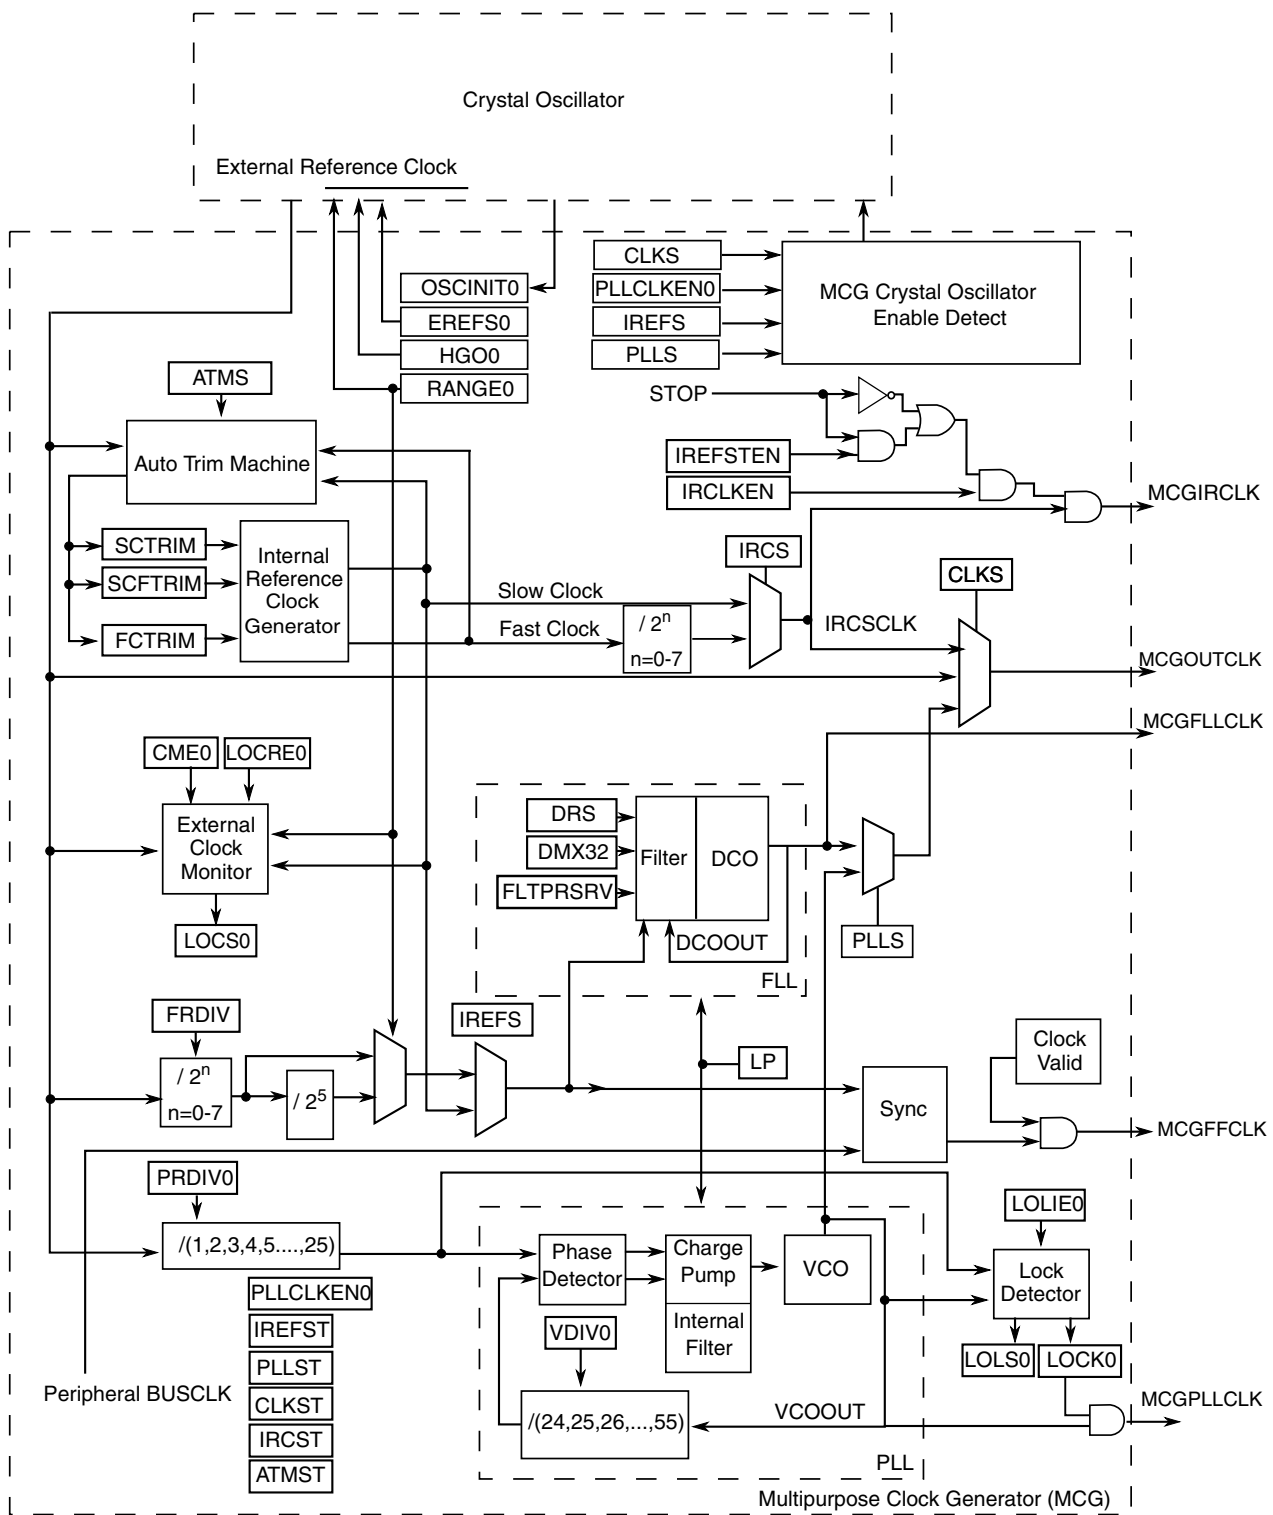 Crystal Oscillator
External Reference Clock
CLKS
OSCINIT0
PLLCLKEN0
MCG Crystal Oscillator
Enable Detect
EREFS0
IREFS
HGO0
PLLS
ATMS
RANGE0
STOP
Auto Trim Machine
IREFSTEN
IRCLKEN
MCGIRCLK
SCTRIM
Internal
Reference
Clock
Generator
IRCS
SCFTRIM
CLKS
Slow Clock
FCTRIM
Fast Clock
/ 2n
n=0-7
IRCSCLK
MCGOUTCLK
MCGFLLCLK
CME0
LOCRE0
External
Clock
Monitor
DRS
DMX32
Filter
DCO
FLTPRSRV
LOCS0
DCOOUT
PLLS
FLL
FRDIV
IREFS
Clock
Valid
LP
/ 2n
n=0-7
/ 25
Sync
MCGFFCLK
PRDIV0
LOLIE0
/(1,2,3,4,5....,25)
Phase
Detector
Charge
Pump
VCO
Lock
Detector
PLLCLKEN0
Internal
Filter
IREFST
VDIV0
PLLST
LOLS0
LOCK0
Peripheral BUSCLK
CLKST
VCOOUT
MCGPLLCLK
/(24,25,26,...,55)
IRCST
PLL
ATMST
Multipurpose Clock Generator (MCG)